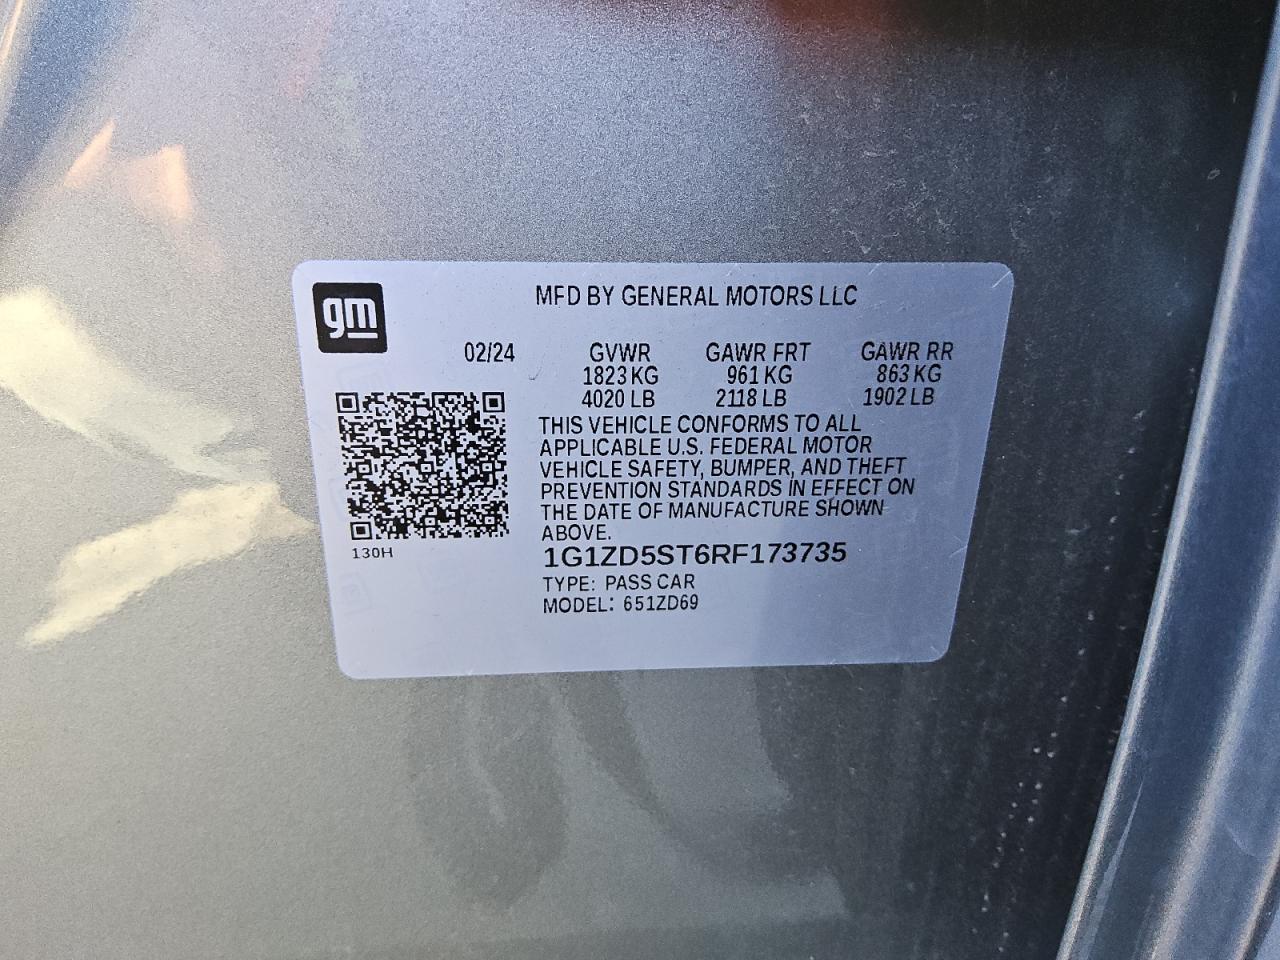 gm
MFD BY GENERAL MOTORS LLC
02/24 GVWR GAWR FRT GAWR RR
1823 KG 961 KG 863 KG
4020 LB 2118 LB 1902 LB
THIS VEHICLE CONFORMS TO ALL
APPLICABLE U.S. FEDERAL MOTOR
VEHICLE SAFETY, BUMPER, AND THEFT
PREVENTION STANDARDS IN EFFECT ON
THE DATE OF MANUFACTURE SHOWN
ABOVE.
130H
1G1ZD5ST6RF173735
TYPE: PASS CAR
MODEL: 651ZD69